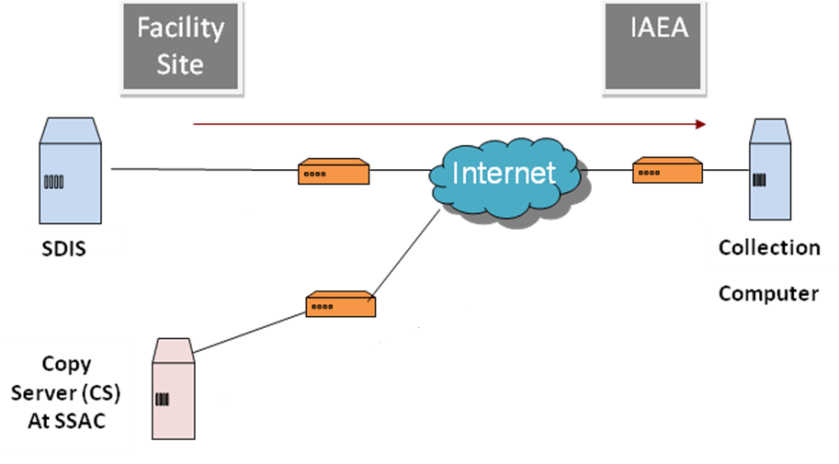 Facility
Site
IAEA
Internet
SDIS
Collection
Computer
Copy
Server (CS)
At SSAC